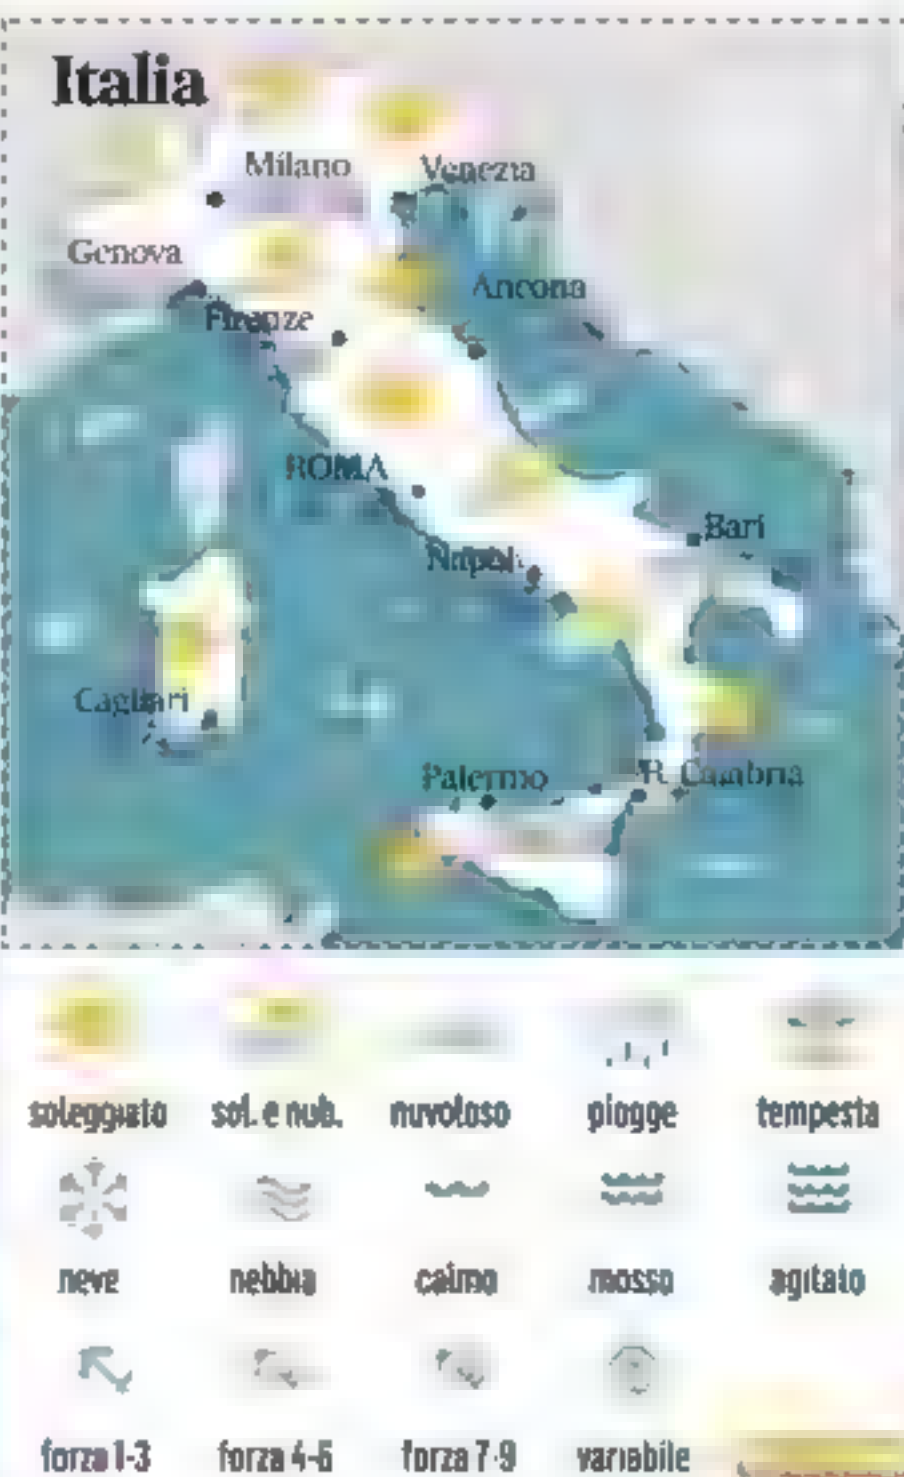 Italia
Milano
Venezia
Genova
Ancona
Firenze
ROMA
Bari
Napoli
Cagliari
Palermo
R. Calabria
soleggiato sol. e nub. nuvoloso piogge tempesta
neve nebbia calmo mosso agitato
forza 1-3 forza 4-6 forza 7-9 variabile